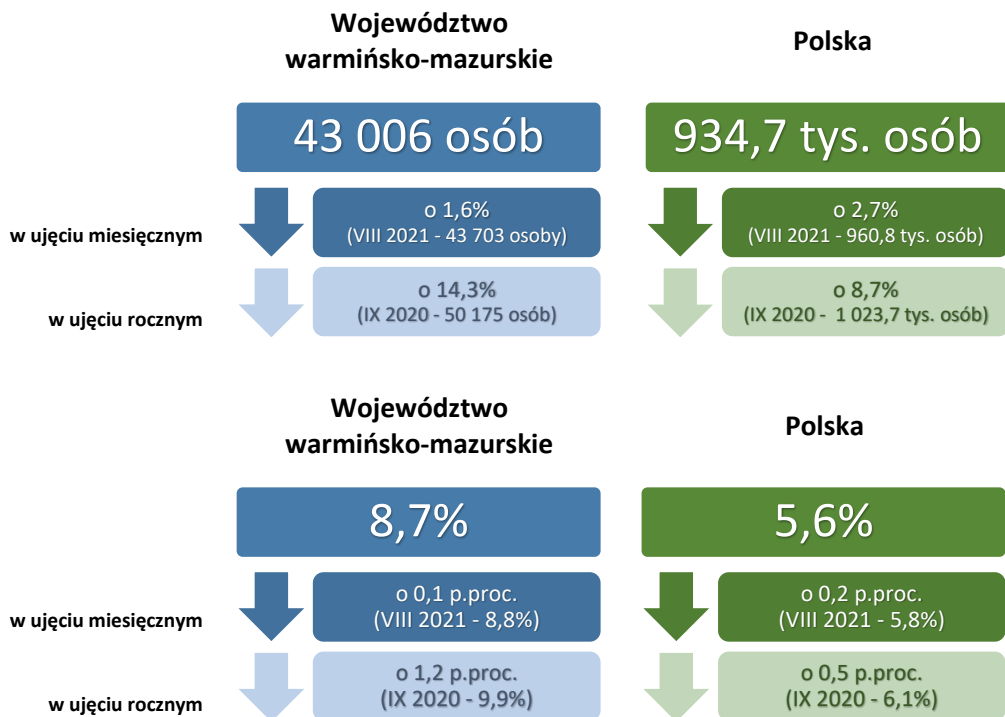 Województwo
warmińsko-mazurskie
Polska
43 006 osób
934,7 tys. osób
w ujęciu miesięcznym
o 1,6%
(VIII 2021 - 43 703 osoby)
o 2,7%
(VIII 2021 - 960,8 tys. osób)
w ujęciu rocznym
o 14,3%
(IX 2020 - 50 175 osób)
o 8,7%
(IX 2020 - 1 023,7 tys. osób)
Województwo
warmińsko-mazurskie
Polska
8,7%
5,6%
w ujęciu miesięcznym
o 0,1 p.proc.
(VIII 2021 - 8,8%)
o 0,2 p.proc.
(VIII 2021 - 5,8%)
w ujęciu rocznym
o 1,2 p.proc.
(IX 2020 - 9,9%)
o 0,5 p.proc.
(IX 2020 - 6,1%)